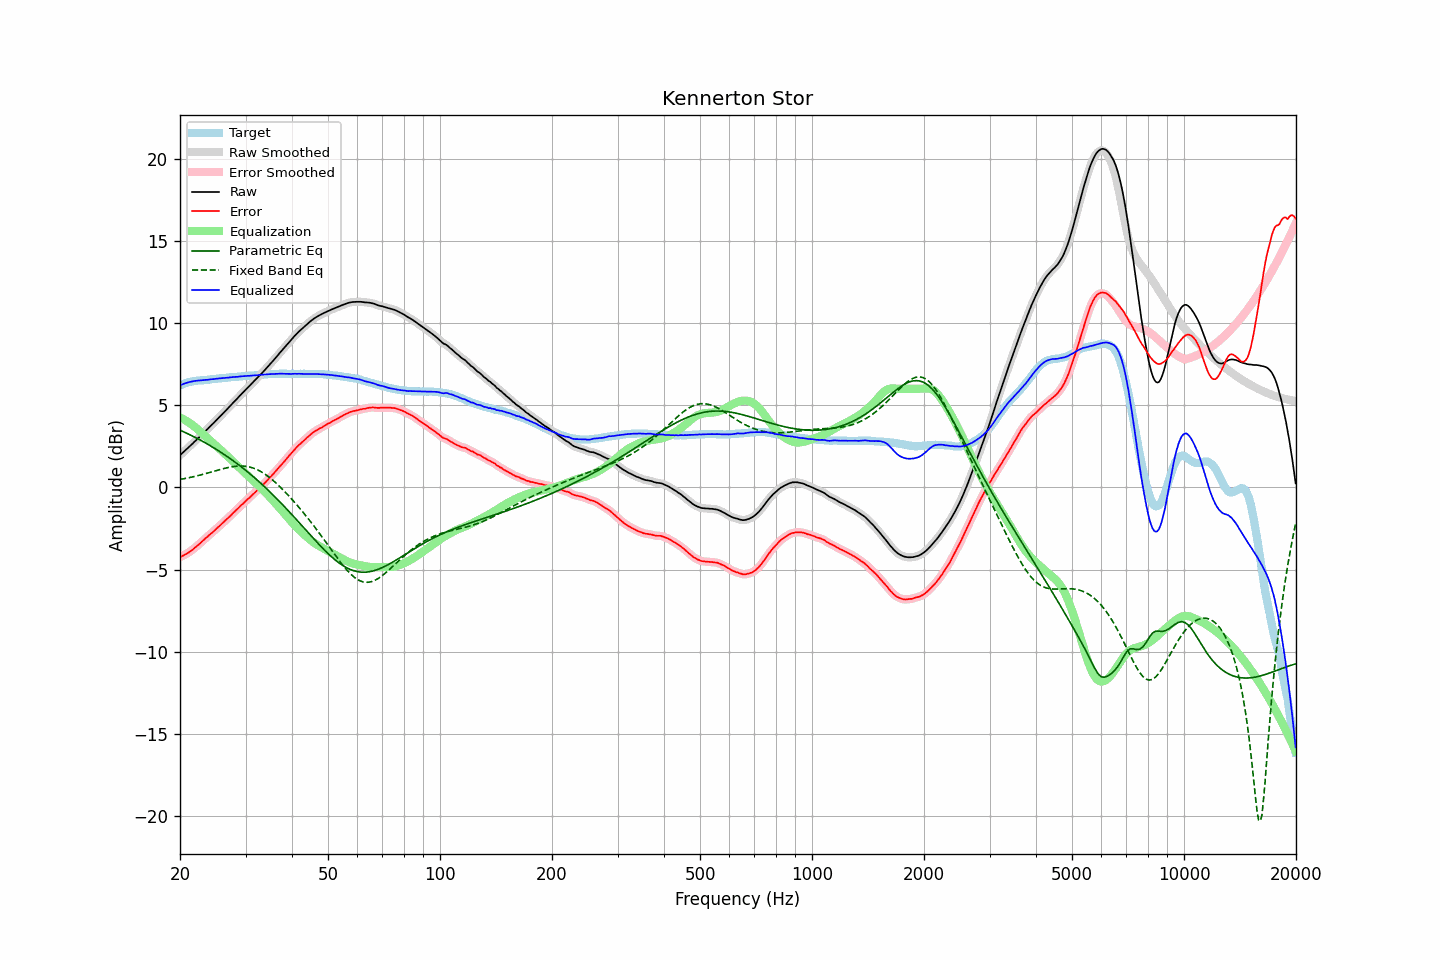 Kennerton Stor
Target
Raw Smoothed
Error Smoothed
Raw
Error
Equalization
Parametric Eq
Fixed Band Eq
Equalized
Amplitude (dBr)
20
15
10
5
0
−5
−10
−15
−20
20 50 100 200 500 1000 2000 5000 10000 20000
Frequency (Hz)